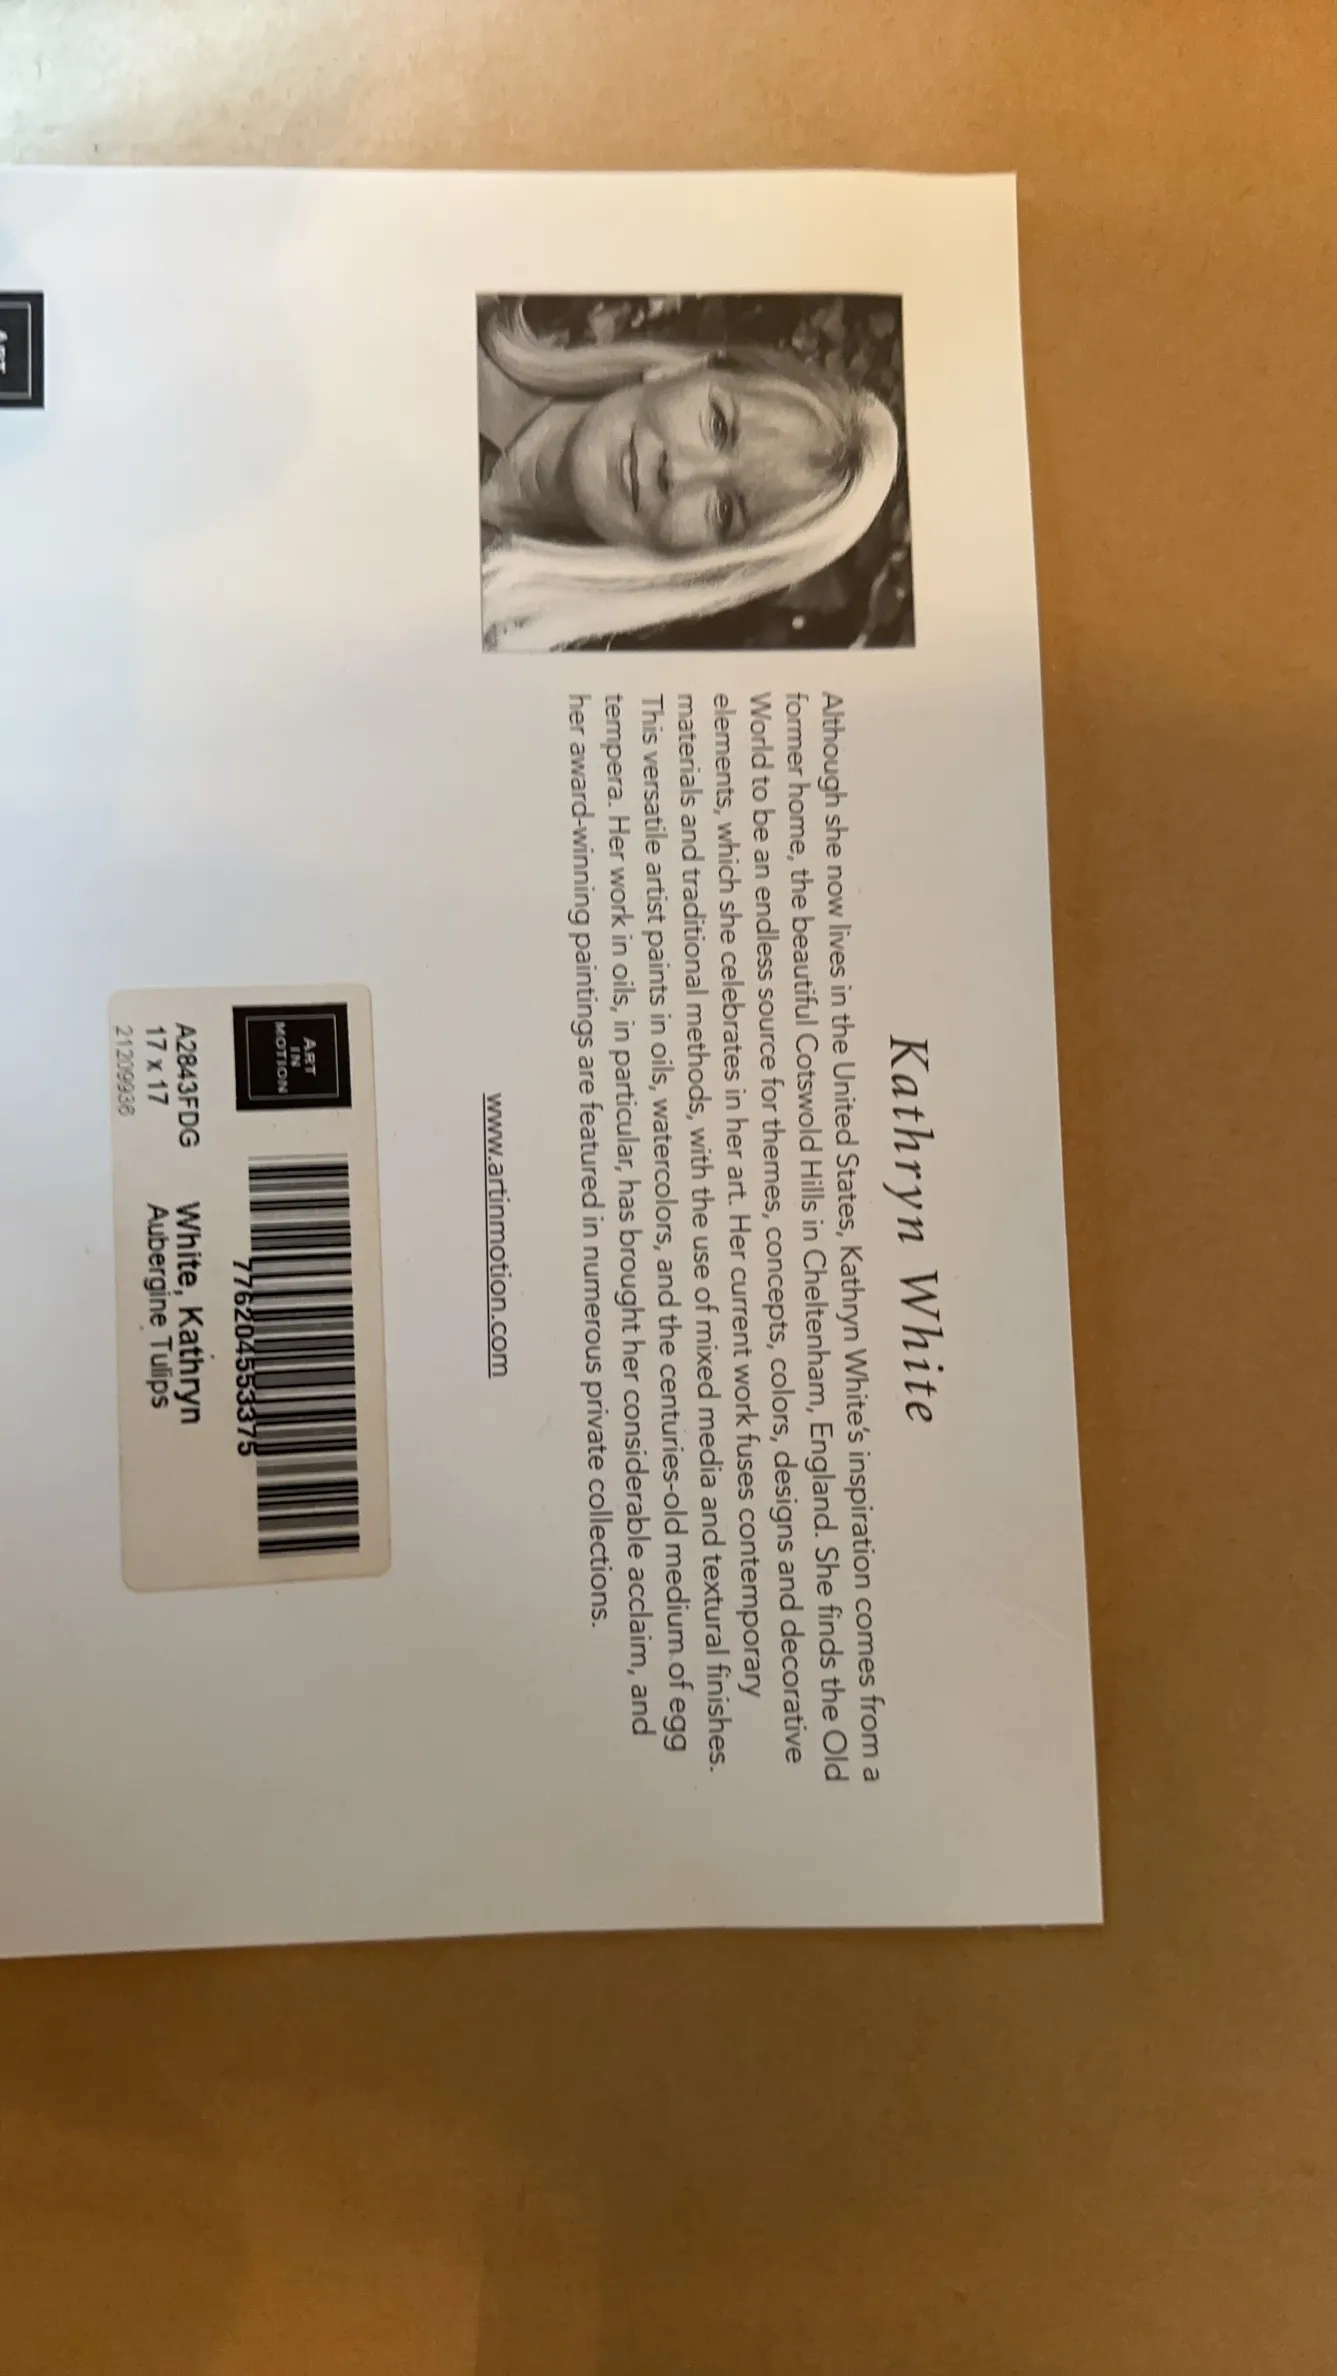 Kathryn White
Although she now lives in the United States, Kathryn White's inspiration comes from a
former home, the beautiful Cotswold Hills in Cheltenham, England. She finds the Old
World to be an endless source for themes, concepts, colors, designs and decorative
elements, which she celebrates in her art. Her current work fuses contemporary
materials and traditional methods, with the use of mixed media and textural finishes.
This versatile artist paints in oils, watercolors, and the centuries-old medium of egg
tempera. Her work in oils, in particular, has brought her considerable acclaim, and
her award-winning paintings are featured in numerous private collections.
www.artinmotion.com
ART
IN
MOTION
776204553375
A2843FDG White, Kathryn
17 x 17 Aubergine Tulips
21209936
ART